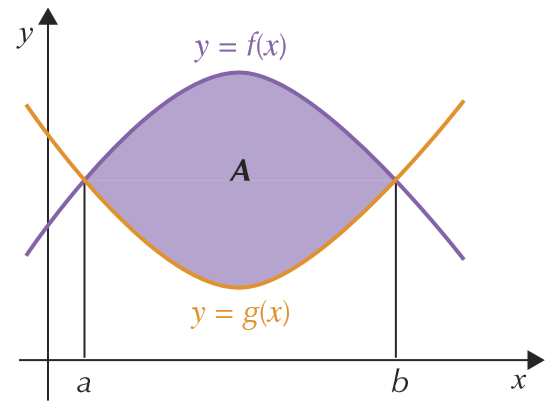 y
y = f(x)
A
y = g(x)
a
b
x